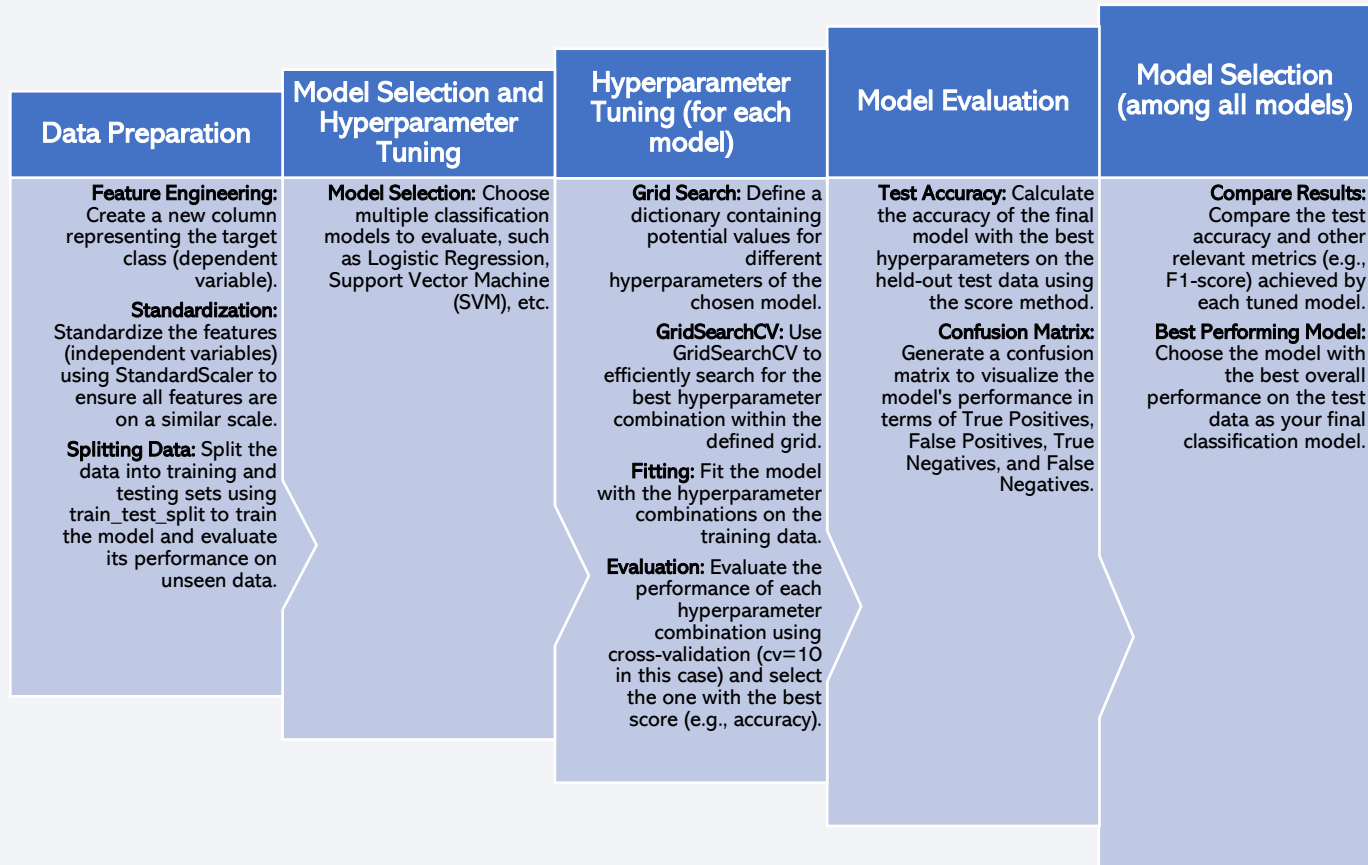 Data Preparation
Feature Engineering:
Create a new column
representing the target
class (dependent
variable).
Standardization:
Standardize the features
(independent variables)
using StandardScaler to
ensure all features are
on a similar scale.
Splitting Data: Split the
data into training and
testing sets using
train_test_split to train
the model and evaluate
its performance on
unseen data.
Model Selection and
Hyperparameter
Tuning
Model Selection: Choose
multiple classification
models to evaluate, such
as Logistic Regression,
Support Vector Machine
(SVM), etc.
Hyperparameter
Tuning (for each
model)
Grid Search: Define a
dictionary containing
potential values for
different
hyperparameters of the
chosen model.
GridSearchCV: Use
GridSearchCV to
efficiently search for the
best hyperparameter
combination within the
defined grid.
Fitting: Fit the model
with the hyperparameter
combinations on the
training data.
Evaluation: Evaluate the
performance of each
hyperparameter
combination using
cross-validation (cv=10
in this case) and select
the one with the best
score (e.g., accuracy).
Model Evaluation
Test Accuracy: Calculate
the accuracy of the final
model with the best
hyperparameters on the
held-out test data using
the score method.
Confusion Matrix:
Generate a confusion
matrix to visualize the
model's performance in
terms of True Positives,
False Positives, True
Negatives, and False
Negatives.
Model Selection
(among all models)
Compare Results:
Compare the test
accuracy and other
relevant metrics (e.g.,
F1-score) achieved by
each tuned model.
Best Performing Model:
Choose the model with
the best overall
performance on the test
data as your final
classification model.